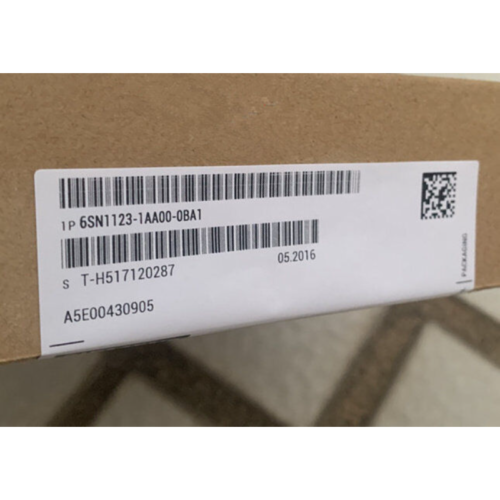 1P 6SN1123-1AA00-0BA1
S T-H517120287
05.2016
A5E00430905
PACKAGING